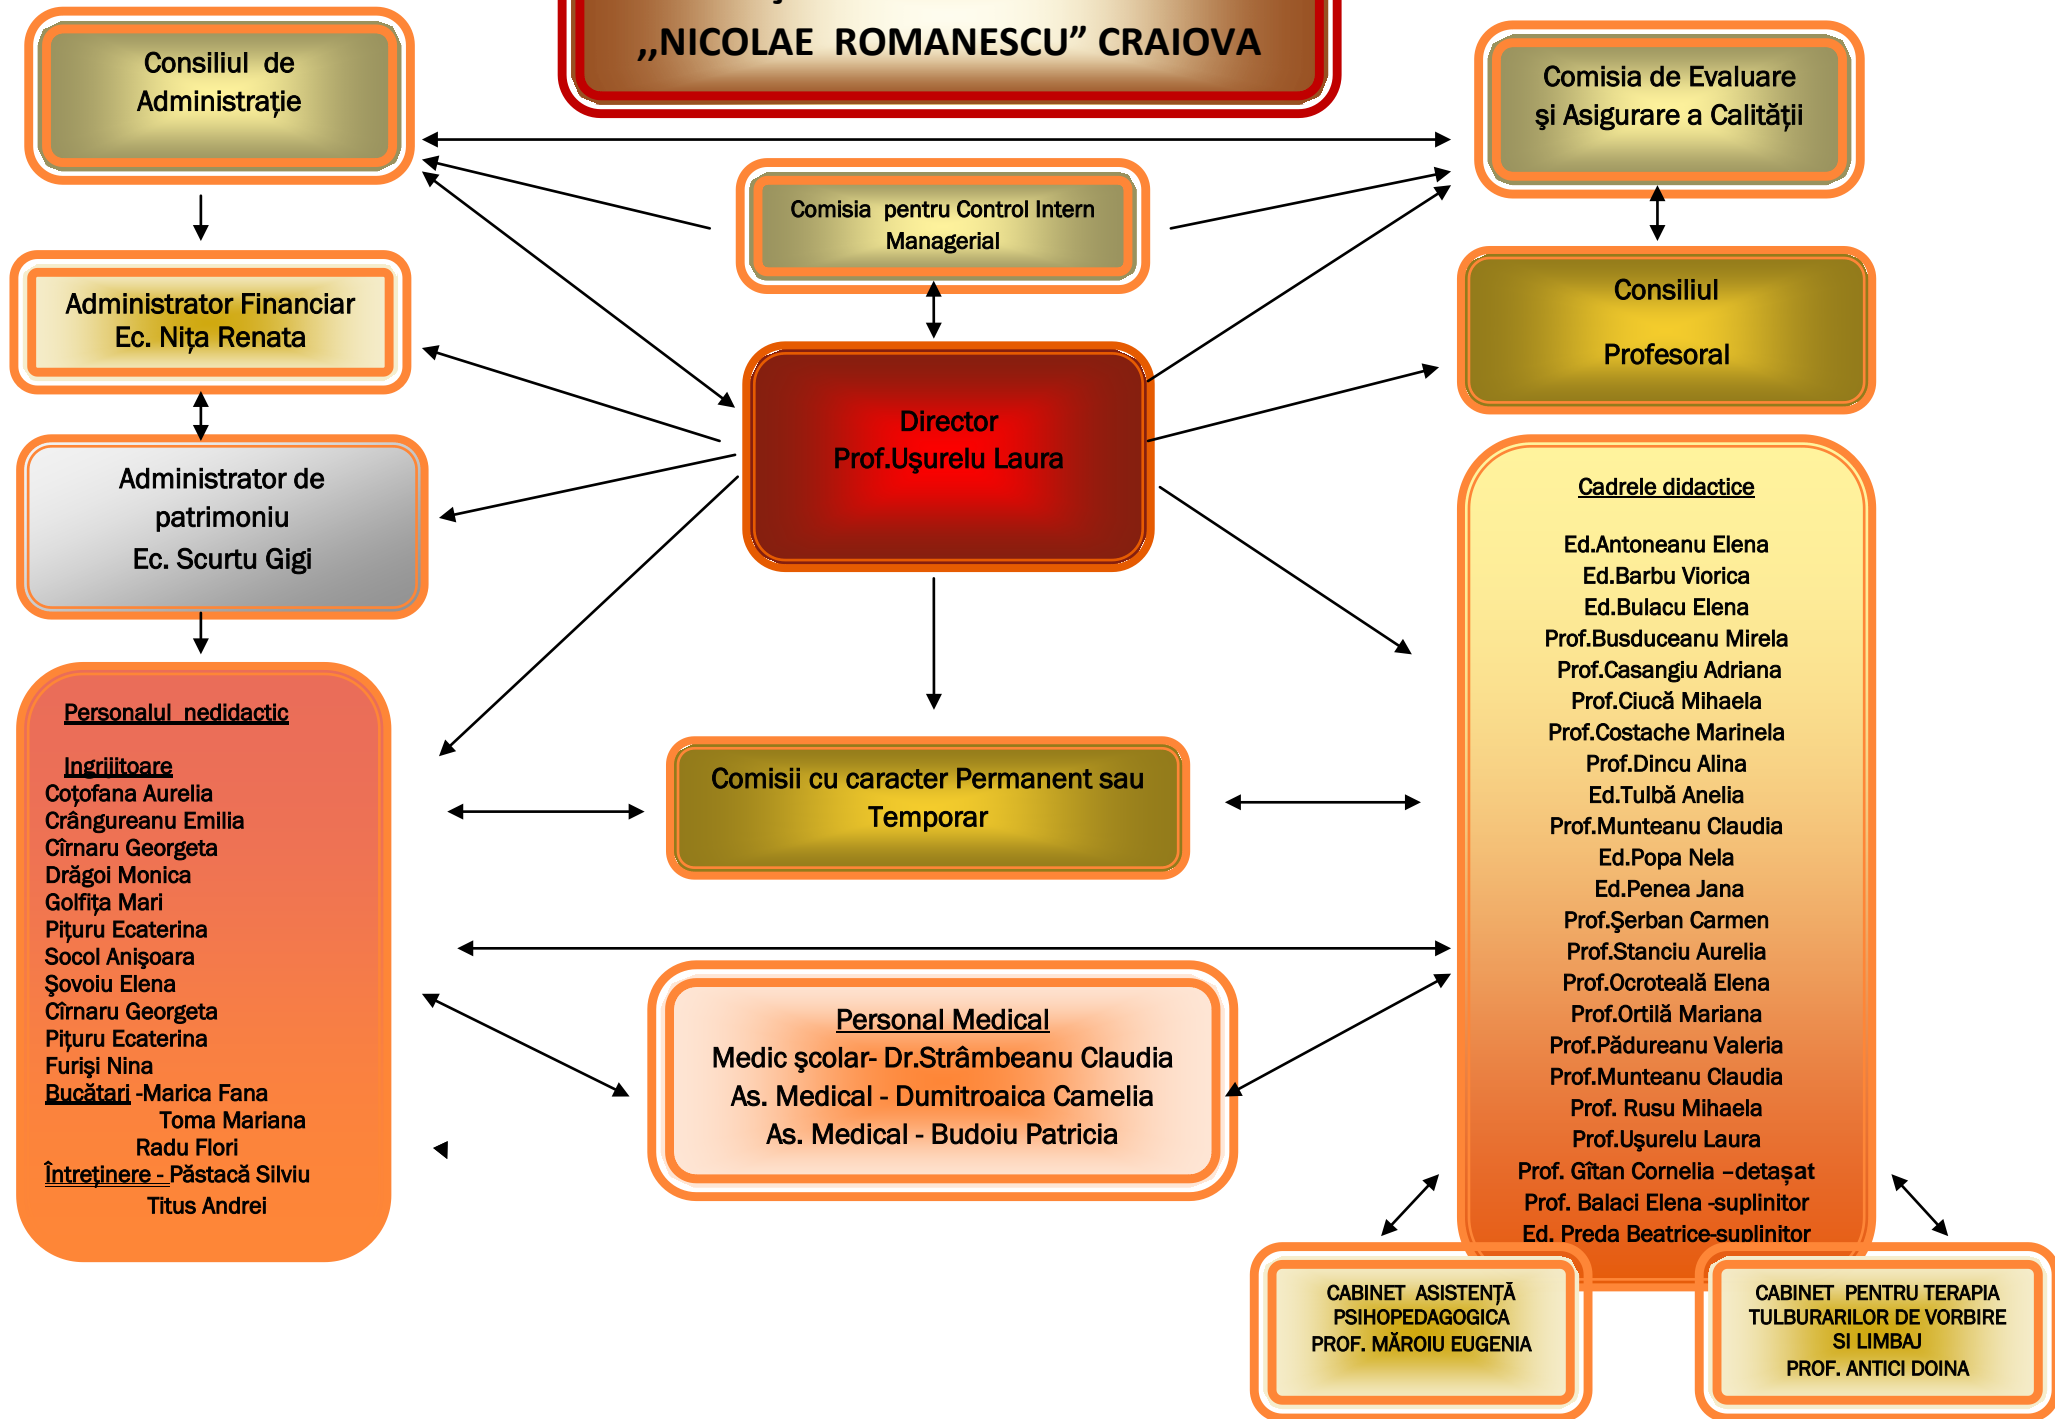 ,,NICOLAE ROMANESCU” CRAIOVA
Consiliul de
Administraţie
Comisia de Evaluare
şi Asigurare a Calităţii
Comisia pentru Control Intern
Managerial
Administrator Financiar
Ec. Niţa Renata
Consiliul
Profesoral
Director
Prof.Uşurelu Laura
Administrator de
patrimoniu
Ec. Scurtu Gigi
Cadrele didactice
Ed.Antoneanu Elena
Ed.Barbu Viorica
Ed.Bulacu Elena
Prof.Busduceanu Mirela
Prof.Casangiu Adriana
Prof.Ciucă Mihaela
Prof.Costache Marinela
Prof.Dincu Alina
Ed.Tulbă Anelia
Prof.Munteanu Claudia
Ed.Popa Nela
Ed.Penea Jana
Prof.Şerban Carmen
Prof.Stanciu Aurelia
Prof.Ocroteală Elena
Prof.Ortilă Mariana
Prof.Pădureanu Valeria
Prof.Munteanu Claudia
Prof. Rusu Mihaela
Prof.Uşurelu Laura
Prof. Gîtan Cornelia –detaşat
Prof. Balaci Elena -suplinitor
Ed. Preda Beatrice-suplinitor
Personalul nedidactic
Ingrijitoare
Coţofana Aurelia
Crângureanu Emilia
Cîrnaru Georgeta
Drăgoi Monica
Golfiţa Mari
Piţuru Ecaterina
Socol Anişoara
Şovoiu Elena
Cîrnaru Georgeta
Piţuru Ecaterina
Furişi Nina
Bucătari -Marica Fana
Toma Mariana
Radu Flori
Întreţinere - Păstacă Silviu
Titus Andrei
Comisii cu caracter Permanent sau
Temporar
Personal Medical
Medic şcolar- Dr.Strâmbeanu Claudia
As. Medical - Dumitroaica Camelia
As. Medical - Budoiu Patricia
CABINET ASISTENŢĂ
PSIHOPEDAGOGICA
PROF. MĂROIU EUGENIA
CABINET PENTRU TERAPIA
TULBURARILOR DE VORBIRE
SI LIMBAJ
PROF. ANTICI DOINA